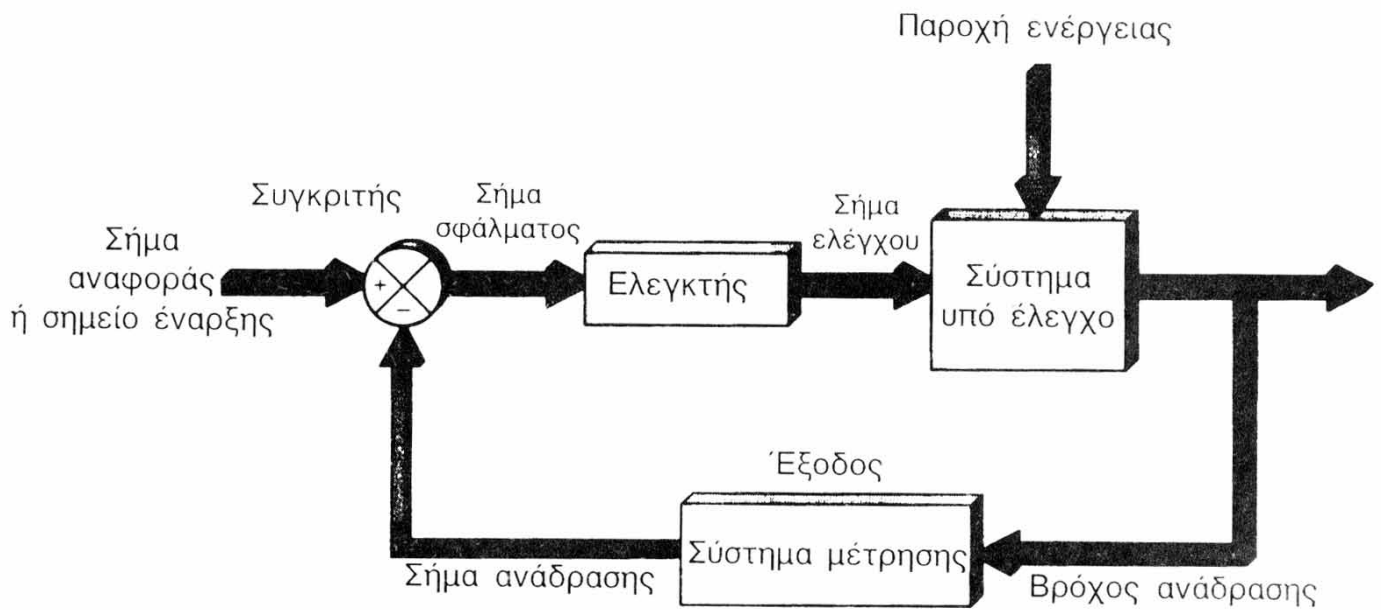 Παροχή ενέργειας
Συγκριτής
Σήμα
σφάλματος
Σήμα
ελέγχου
Σήμα
αναφοράς
ή σημείο έναρξης
+
−
Ελεγκτής
Σύστημα
υπό έλεγχο
Έξοδος
Σύστημα μέτρησης
Σήμα ανάδρασης
Βρόχος ανάδρασης